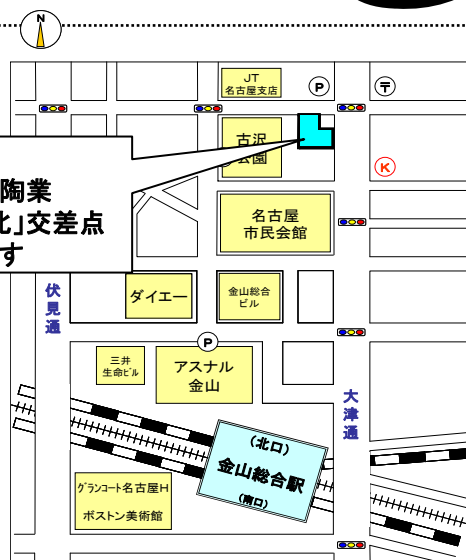 N
JT
名古屋支店
P
〒
古沢
公園
K
陶業
北」交差点
す
名古屋
市民会館
伏見通
ダイエー
金山総合
ビル
P
三井
生命ビル
アスナル
金山
大津通
(北口)
金山総合駅
(南口)
グランコート名古屋H
ボストン美術館